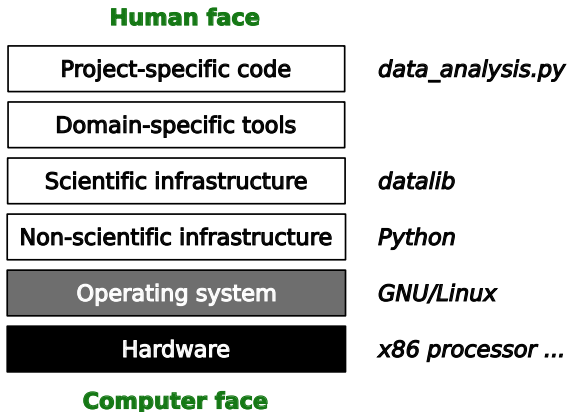 Human face
Project-specific code data_analysis.py
Domain-specific tools
Scientific infrastructure datalib
Non-scientific infrastructure Python
Operating system GNU/Linux
Hardware x86 processor ...
Computer face